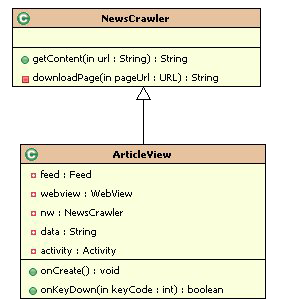 C NewsCrawler
getContent(in url : String) : String
downloadPage(in pageUrl : URL) : String
C ArticleView
feed : Feed
webview : WebView
nw : NewsCrawler
data : String
activity : Activity
onCreate() : void
onKeyDown(in keyCode : int) : boolean